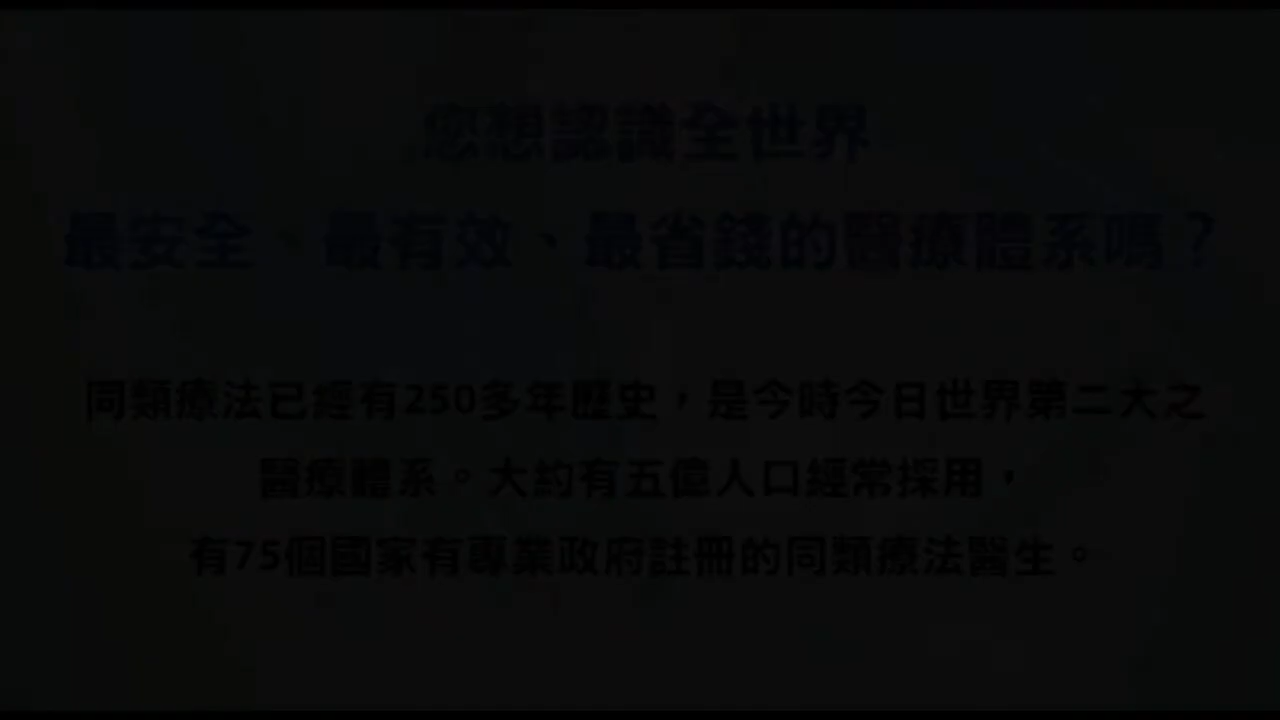 您想認識全世界
最安全、最有效、最省錢的醫療體系嗎？
同類療法已經有250多年歷史，是今時今日世界第二大之
醫療體系。大約有五億人口經常採用，
有75個國家有專業政府註冊的同類療法醫生。